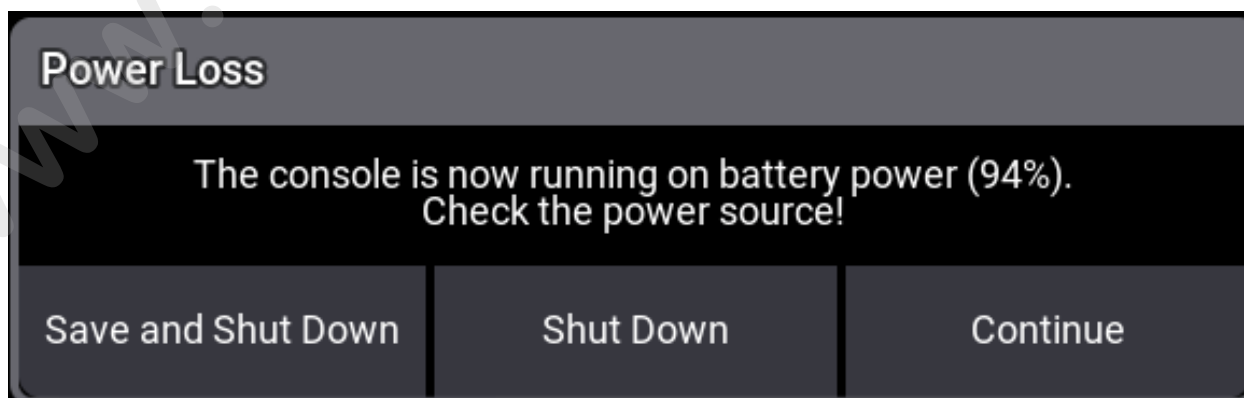 Power Loss
The console is now running on battery power (94%).
Check the power source!
Save and Shut Down
Shut Down
Continue